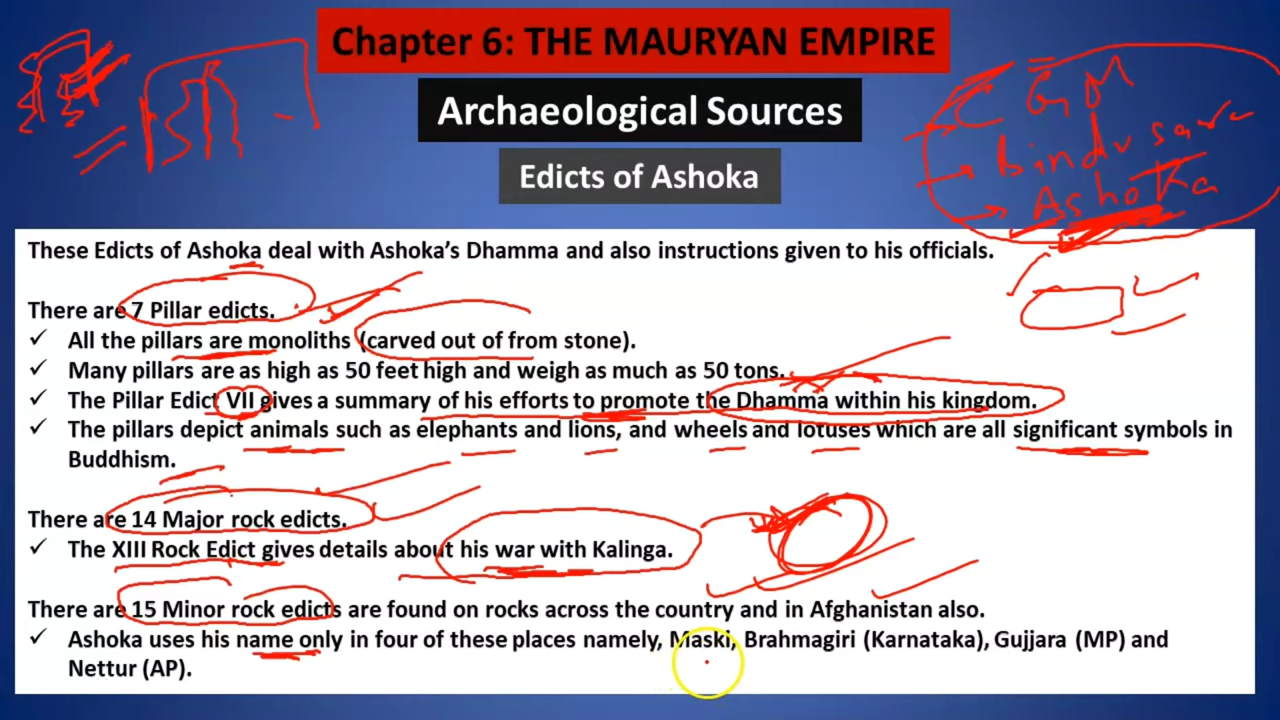 Chapter 6: THE MAURYAN EMPIRE
Archaeological Sources
Edicts of Ashoka
C G M
Bindusara
Ashoka
These Edicts of Ashoka deal with Ashoka's Dhamma and also instructions given to his officials.
There are 7 Pillar edicts.
✓ All the pillars are monoliths (carved out of from stone).
✓ Many pillars are as high as 50 feet high and weigh as much as 50 tons.
✓ The Pillar Edict VII gives a summary of his efforts to promote the Dhamma within his kingdom.
✓ The pillars depict animals such as elephants and lions, and wheels and lotuses which are all significant symbols in
Buddhism.
There are 14 Major rock edicts.
✓ The XIII Rock Edict gives details about his war with Kalinga.
There are 15 Minor rock edicts are found on rocks across the country and in Afghanistan also.
✓ Ashoka uses his name only in four of these places namely, Maski, Brahmagiri (Karnataka), Gujjara (MP) and
Nettur (AP).